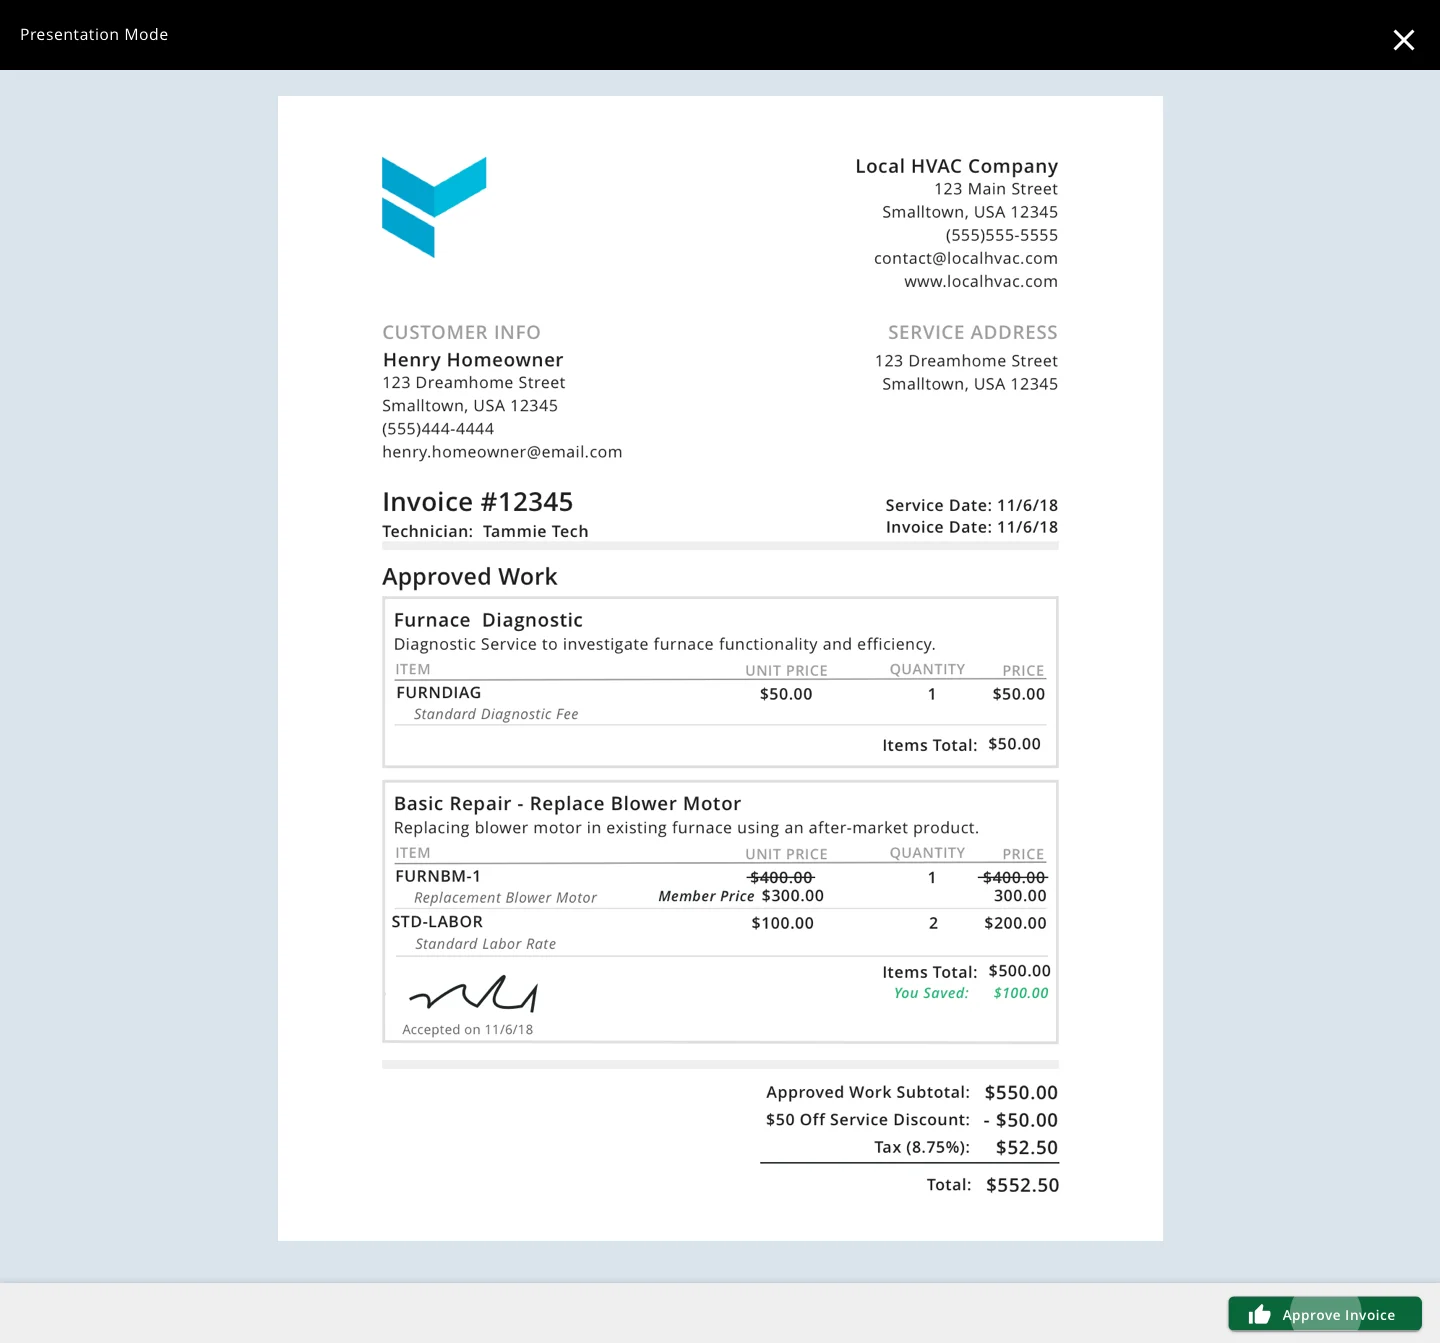 Presentation Mode
Local HVAC Company
123 Main Street
Smalltown, USA 12345
(555)555-5555
contact@localhvac.com
www.localhvac.com
CUSTOMER INFO
Henry Homeowner
123 Dreamhome Street
Smalltown, USA 12345
(555)444-4444
henry.homeowner@email.com
SERVICE ADDRESS
123 Dreamhome Street
Smalltown, USA 12345
Invoice #12345
Technician: Tammie Tech
Service Date: 11/6/18
Invoice Date: 11/6/18
Approved Work
Furnace Diagnostic
Diagnostic Service to investigate furnace functionality and efficiency.
ITEM UNIT PRICE QUANTITY PRICE
FURNDIAG $50.00 1 $50.00
Standard Diagnostic Fee
Items Total: $50.00
Basic Repair - Replace Blower Motor
Replacing blower motor in existing furnace using an after-market product.
ITEM UNIT PRICE QUANTITY PRICE
FURNBM-1 $400.00 1 $400.00
Replacement Blower Motor Member Price $300.00 300.00
STD-LABOR $100.00 2 $200.00
Standard Labor Rate
Items Total: $500.00
You Saved: $100.00
Accepted on 11/6/18
Approved Work Subtotal: $550.00
$50 Off Service Discount: - $50.00
Tax (8.75%): $52.50
Total: $552.50
Approve Invoice